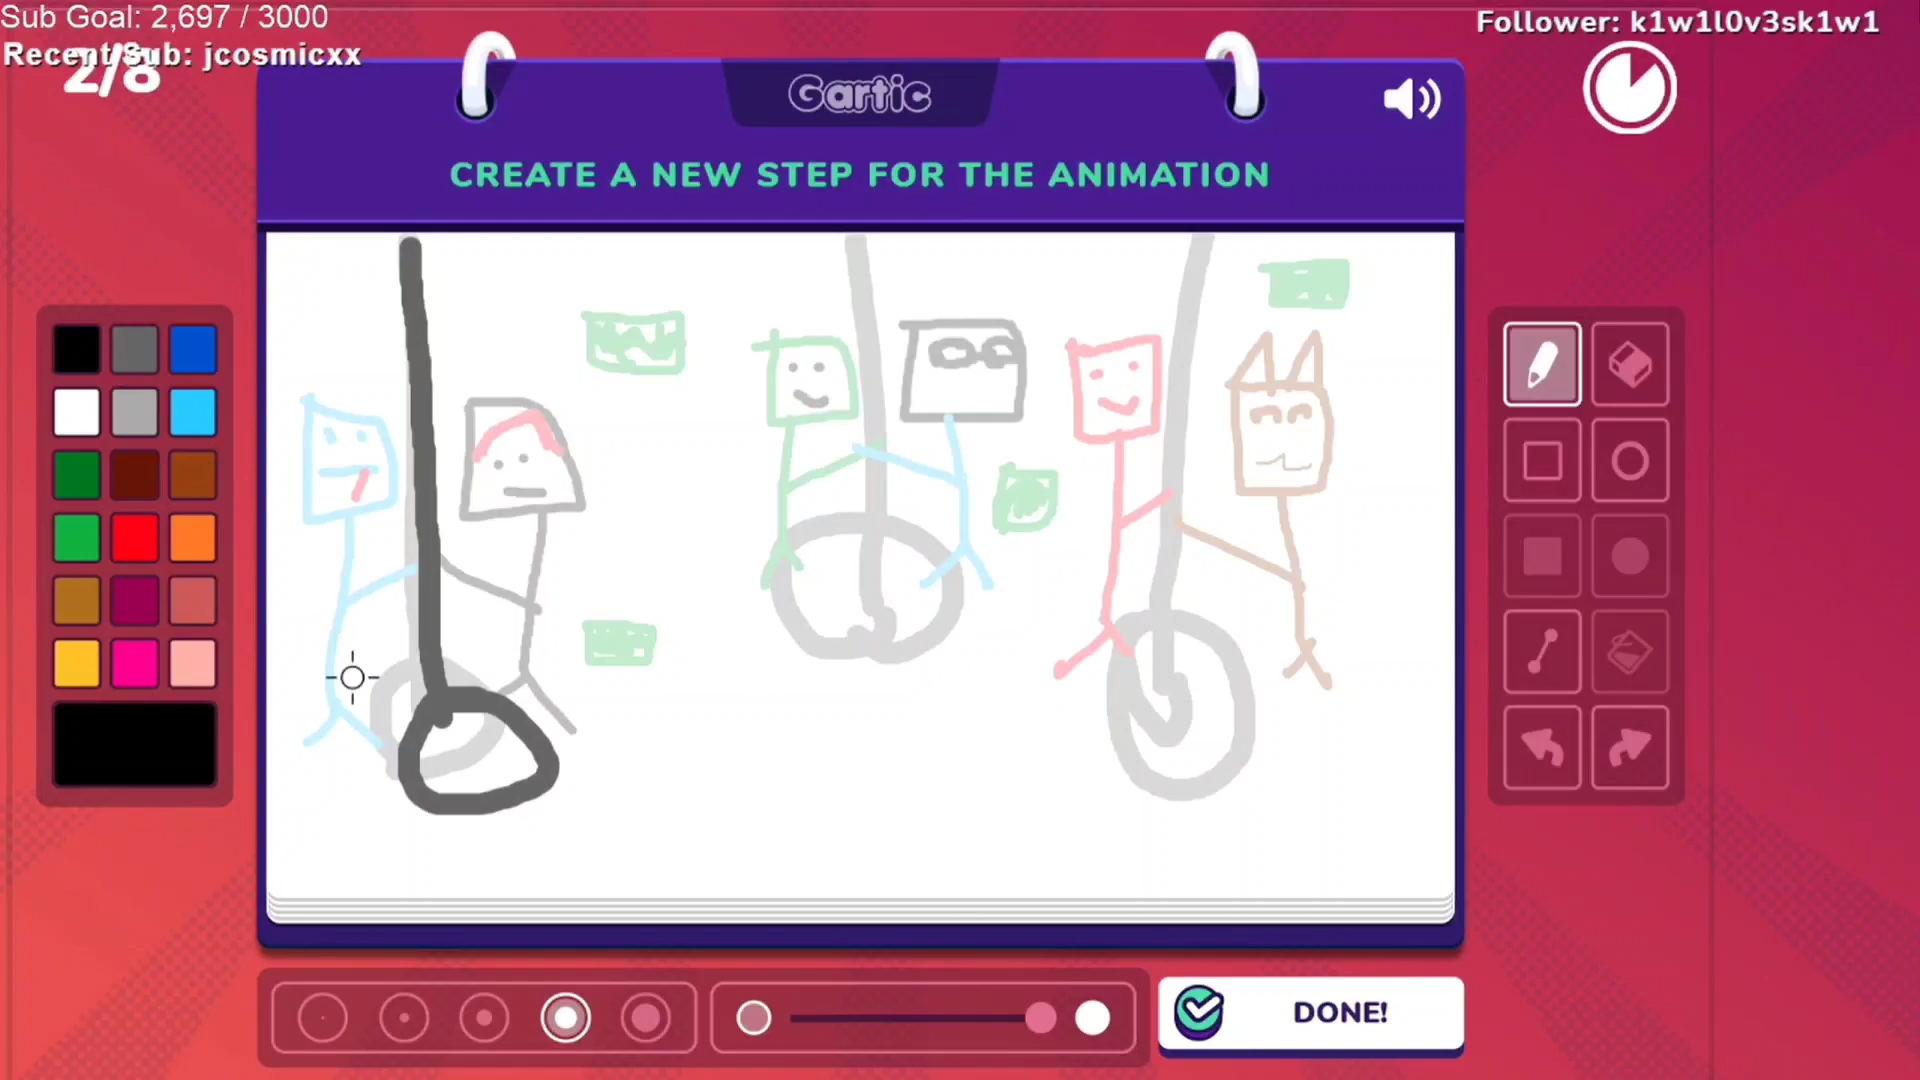 Sub Goal: 2,697 / 3000
Recent Sub: jcosmicxx
Follower: k1w1l0v3sk1w1
2/8
Gartic
CREATE A NEW STEP FOR THE ANIMATION
DONE!